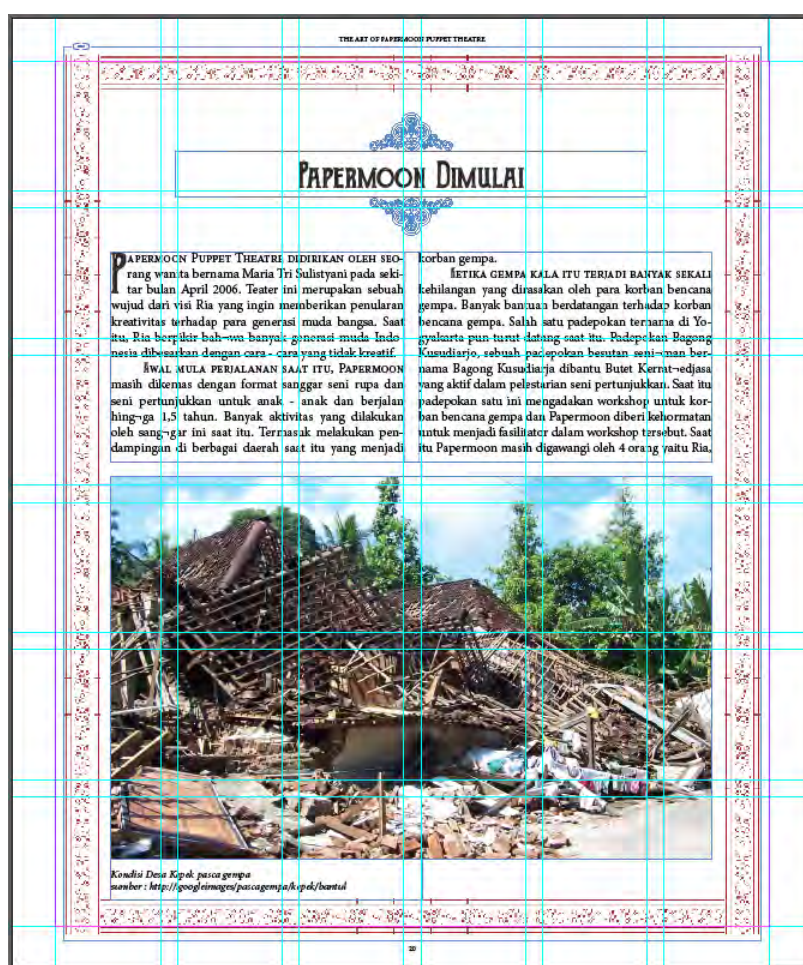 THE ART OF PAPERMOON PUPPET THEATRE
PAPERMOON DIMULAI
PAPERMOON PUPPET THEATRE DIDIRIKAN OLEH SEO-
rang wanita bernama Maria Tri Sulistyani pada seki-
tar bulan April 2006. Teater ini merupakan sebuah
wujud dari visi Ria yang ingin memberikan penularan
kreativitas terhadap para generasi muda bangsa. Saat
itu, Ria berpikir bah¬wa banyak generasi muda Indo-
nesia dibesarkan dengan cara - cara yang tidak kreatif.
AWAL MULA PERJALANAN SAAT ITU, PAPERMOON
masih dikemas dengan format sanggar seni rupa dan
seni pertunjukkan untuk anak - anak dan berjalan
hing¬ga 1,5 tahun. Banyak aktivitas yang dilakukan
oleh sang¬gar ini saat itu. Termasuk melakukan pen-
dampingan di berbagai daerah saat itu yang menjadi
korban gempa.
KETIKA GEMPA KALA ITU TERJADI BANYAK SEKALI
kehilangan yang dirasakan oleh para korban bencana
gempa. Banyak bantuan berdatangan terhadap korban
bencana gempa. Salah satu padepokan ternama di Yo-
gyakarta pun turut datang saat itu. Padepokan Bagong
Kusudiarjo, sebuah padepokan besutan seni¬man ber-
nama Bagong Kusudiarja dibantu Butet Kertar¬edjasa
yang aktif dalam pelestarian seni pertunjukkan. Saat itu
padepokan satu ini mengadakan workshop untuk kor-
ban bencana gempa dan Papermoon diberi kehormatan
untuk menjadi fasilitator dalam workshop tersebut. Saat
itu Papermoon masih digawangi oleh 4 orang yaitu Ria,
Kondisi Desa Kepek pasca gempa
sumber : http://googleimages/pascagempa/kepek/bantul
20